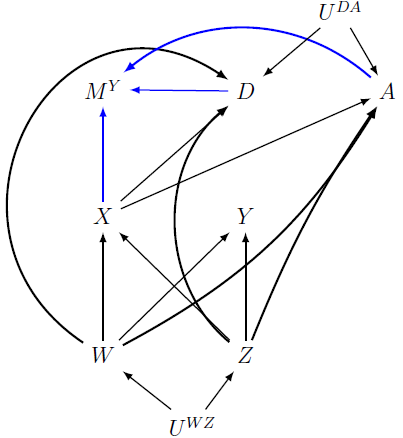 U^{DA}
M^Y D A
X Y
W Z
U^{WZ}